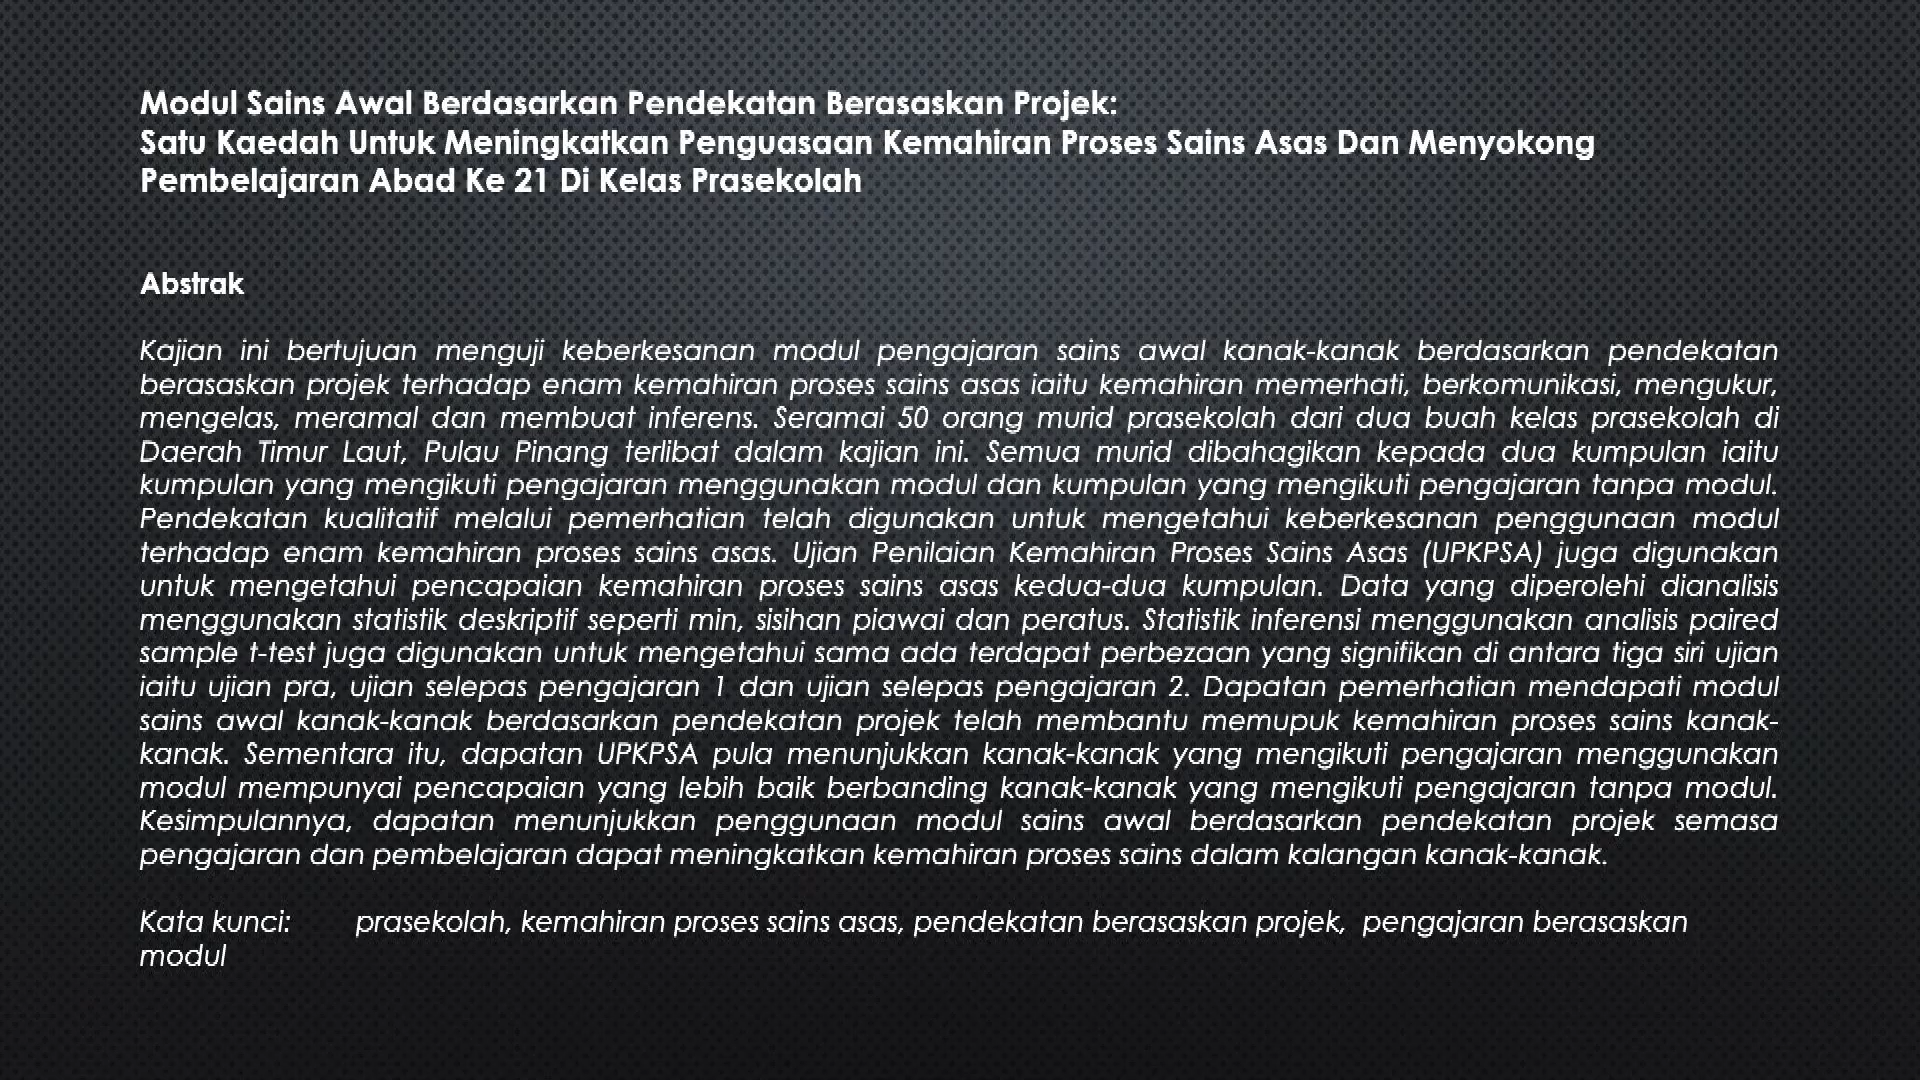 Modul Sains Awal Berdasarkan Pendekatan Berasaskan Projek:
Satu Kaedah Untuk Meningkatkan Penguasaan Kemahiran Proses Sains Asas Dan Menyokong
Pembelajaran Abad Ke 21 Di Kelas Prasekolah
Abstrak
Kajian ini bertujuan menguji keberkesanan modul pengajaran sains awal kanak-kanak berdasarkan pendekatan
berasaskan projek terhadap enam kemahiran proses sains asas iaitu kemahiran memerhati, berkomunikasi, mengukur,
mengelas, meramal dan membuat inferens. Seramai 50 orang murid prasekolah dari dua buah kelas prasekolah di
Daerah Timur Laut, Pulau Pinang terlibat dalam kajian ini. Semua murid dibahagikan kepada dua kumpulan iaitu
kumpulan yang mengikuti pengajaran menggunakan modul dan kumpulan yang mengikuti pengajaran tanpa modul.
Pendekatan kualitatif melalui pemerhatian telah digunakan untuk mengetahui keberkesanan penggunaan modul
terhadap enam kemahiran proses sains asas. Ujian Penilaian Kemahiran Proses Sains Asas (UPKPSA) juga digunakan
untuk mengetahui pencapaian kemahiran proses sains asas kedua-dua kumpulan. Data yang diperolehi dianalisis
menggunakan statistik deskriptif seperti min, sisihan piawai dan peratus. Statistik inferensi menggunakan analisis paired
sample t-test juga digunakan untuk mengetahui sama ada terdapat perbezaan yang signifikan di antara tiga siri ujian
iaitu ujian pra, ujian selepas pengajaran 1 dan ujian selepas pengajaran 2. Dapatan pemerhatian mendapati modul
sains awal kanak-kanak berdasarkan pendekatan projek telah membantu memupuk kemahiran proses sains kanak-
kanak. Sementara itu, dapatan UPKPSA pula menunjukkan kanak-kanak yang mengikuti pengajaran menggunakan
modul mempunyai pencapaian yang lebih baik berbanding kanak-kanak yang mengikuti pengajaran tanpa modul.
Kesimpulannya, dapatan menunjukkan penggunaan modul sains awal berdasarkan pendekatan projek semasa
pengajaran dan pembelajaran dapat meningkatkan kemahiran proses sains dalam kalangan kanak-kanak.
Kata kunci: prasekolah, kemahiran proses sains asas, pendekatan berasaskan projek, pengajaran berasaskan
modul